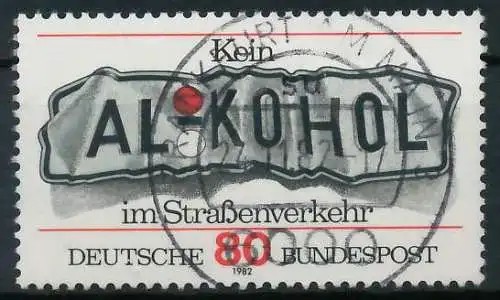 Kein
AL-KOHOL
im Straßenverkehr
DEUTSCHE 80 BUNDESPOST
1982